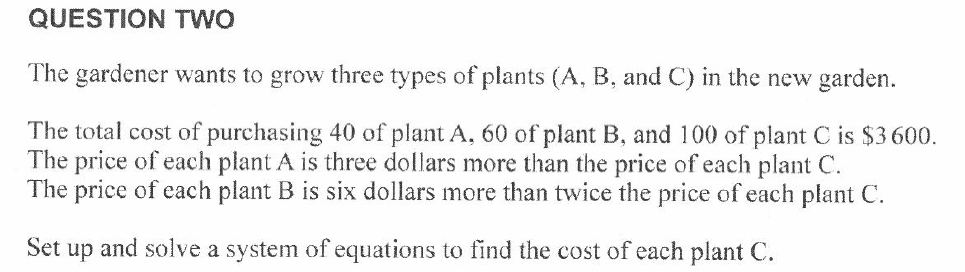 QUESTION TWO
The gardener wants to grow three types of plants (A, B, and C) in the new garden.
The total cost of purchasing 40 of plant A, 60 of plant B, and 100 of plant C is $3 600.
The price of each plant A is three dollars more than the price of each plant C.
The price of each plant B is six dollars more than twice the price of each plant C.
Set up and solve a system of equations to find the cost of each plant C.